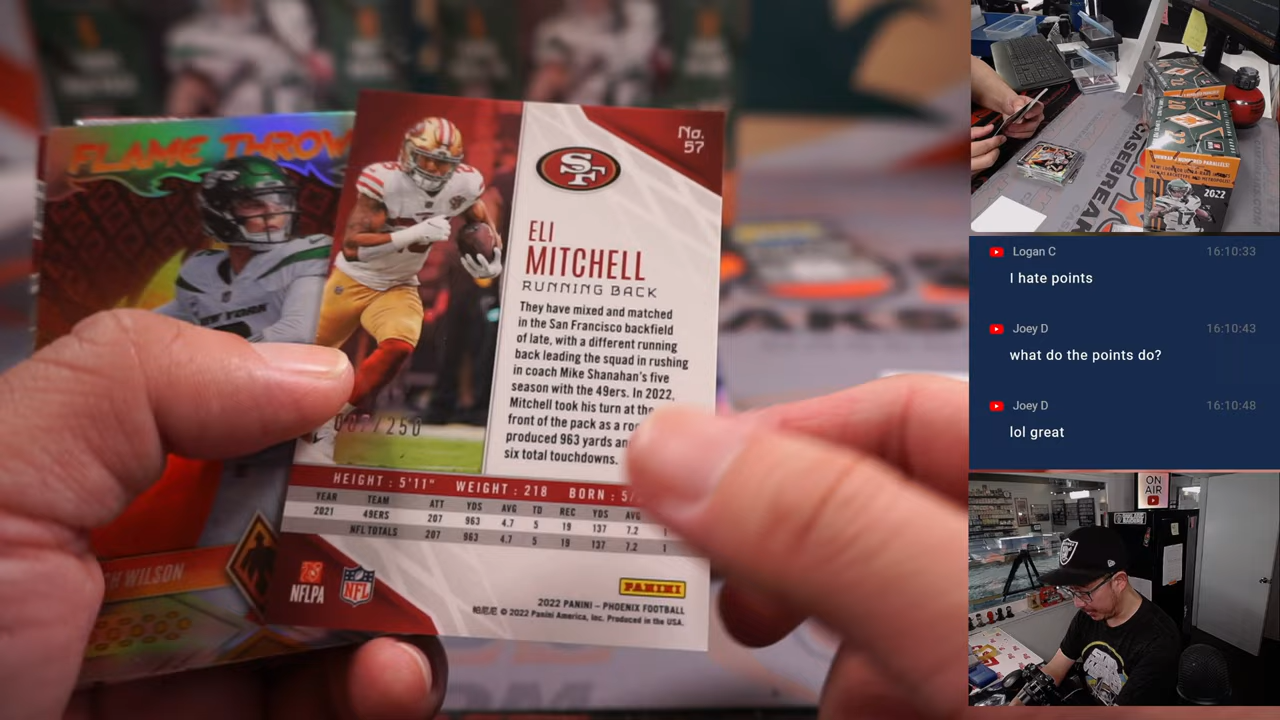 FLAME THROW
WILSON
No.
57
SF
ELI
MITCHELL
RUNNING BACK
They have mixed and matched
in the San Francisco backfield
of late, with a different running
back leading the squad in rushing
in coach Mike Shanahan's five
season with the 49ers. In 2022,
Mitchell took his turn at the
front of the pack as a
produced 963 yards
six total touchdowns.
/250
HEIGHT : 5'11" WEIGHT : 218 BORN : 5/
YEAR TEAM ATT YDS AVG TD REC YDS AVG
2021 49ERS 207 963 4.7 5 19 137 7.2 1
NFL TOTALS 207 963 4.7 5 19 137 7.2 1
NFLPA
NFL
PANINI
2022 PANINI – PHOENIX FOOTBALL
© 2022 Panini America, Inc. Produced in the USA.
CASEBREAK
2022
Logan C 16:10:33
I hate points
Joey D 16:10:43
what do the points do?
Joey D 16:10:48
lol great
ON
AIR